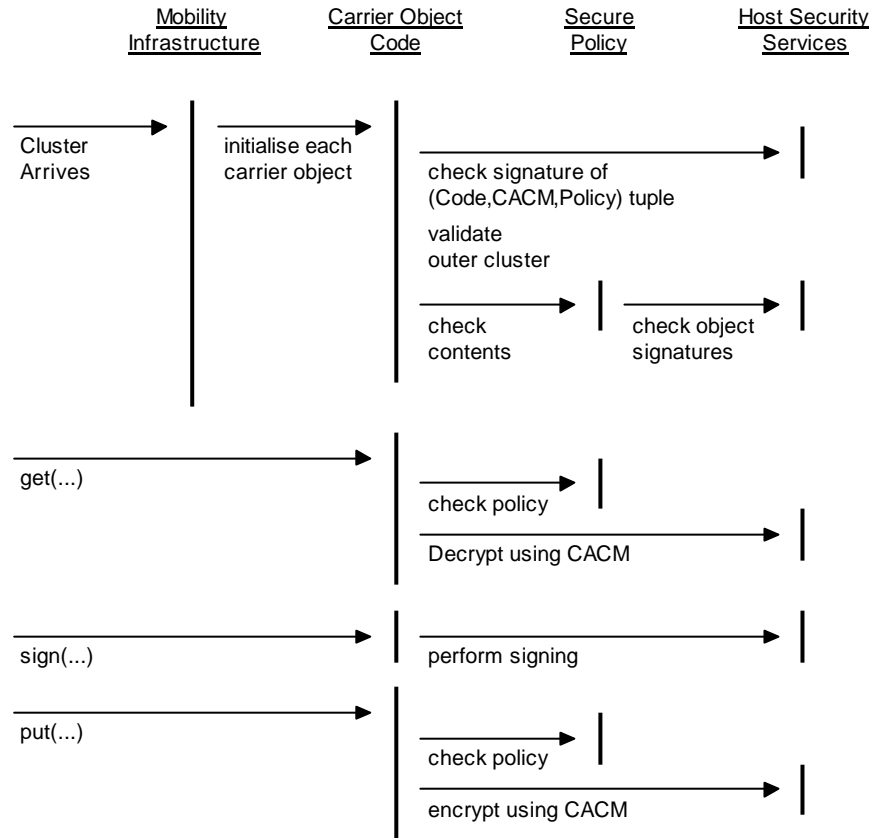 Mobility Infrastructure
Carrier Object Code
Secure Policy
Host Security Services
Cluster Arrives
initialise each carrier object
check signature of
(Code,CACM,Policy) tuple
validate
outer cluster
check
contents
check object
signatures
get(...)
check policy
Decrypt using CACM
sign(...)
perform signing
put(...)
check policy
encrypt using CACM